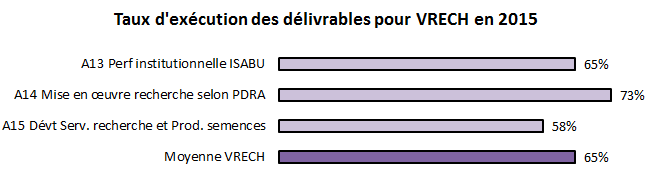 Taux d'exécution des délivrables pour VRECH en 2015
A13 Perf institutionnelle ISABU 65%
A14 Mise en œuvre recherche selon PDRA 73%
A15 Dévt Serv. recherche et Prod. semences 58%
Moyenne VRECH 65%